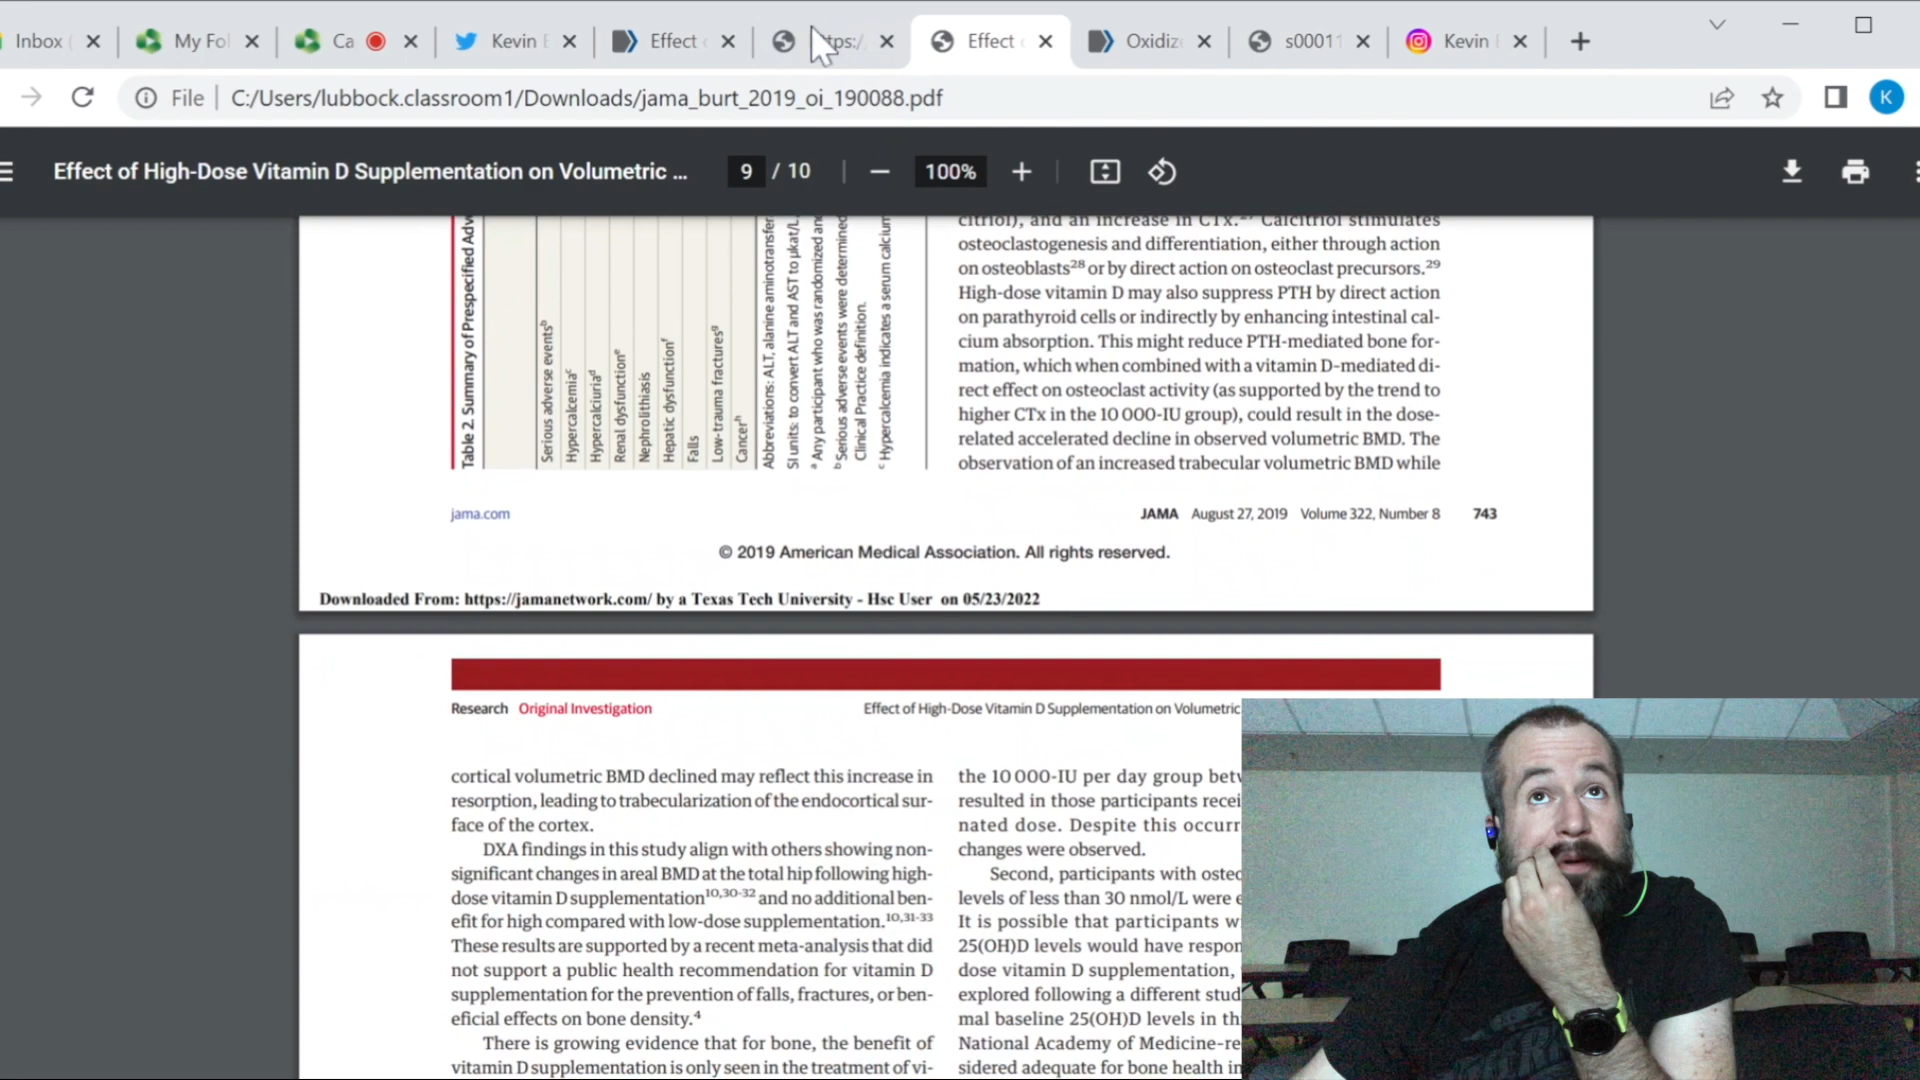 Inbox
My Fol
Ca
Kevin
Effect
ttps:/
Effect
Oxidize
s0001
Kevin
File
C:/Users/lubbock.classroom1/Downloads/jama_burt_2019_oi_190088.pdf
K
Effect of High-Dose Vitamin D Supplementation on Volumetric ...
9 / 10
100%
Table 2. Summary of Prespecified Adv
Serious adverse eventsᵇ
Hypercalcemiaᶜ
Hypercalciuriaᵈ
Renal dysfunctionᵉ
Nephrolithiasis
Hepatic dysfunctionᶠ
Falls
Low-trauma fracturesᵍ
Cancerʰ
Abbreviations: ALT, alanine aminotransfer
SI units: to convert ALT and AST to μkat/L
ᵃ Any participant who was randomized and
ᵇ Serious adverse events were determined
Clinical Practice definition.
ᶜ Hypercalcemia indicates a serum calcium
citriol), and an increase in CTx.²⁷ Calcitriol stimulates
osteoclastogenesis and differentiation, either through action
on osteoblasts²⁸ or by direct action on osteoclast precursors.²⁹
High-dose vitamin D may also suppress PTH by direct action
on parathyroid cells or indirectly by enhancing intestinal cal-
cium absorption. This might reduce PTH-mediated bone for-
mation, which when combined with a vitamin D–mediated di-
rect effect on osteoclast activity (as supported by the trend to
higher CTx in the 10 000-IU group), could result in the dose-
related accelerated decline in observed volumetric BMD. The
observation of an increased trabecular volumetric BMD while
jama.com
JAMA August 27, 2019 Volume 322, Number 8 743
© 2019 American Medical Association. All rights reserved.
Downloaded From: https://jamanetwork.com/ by a Texas Tech University - Hsc User on 05/23/2022
Research Original Investigation
Effect of High-Dose Vitamin D Supplementation on Volumetric
cortical volumetric BMD declined may reflect this increase in
resorption, leading to trabecularization of the endocortical sur-
face of the cortex.
DXA findings in this study align with others showing non-
significant changes in areal BMD at the total hip following high-
dose vitamin D supplementation¹⁰,³⁰⁻³² and no additional ben-
efit for high compared with low-dose supplementation.¹⁰,³¹⁻³³
These results are supported by a recent meta-analysis that did
not support a public health recommendation for vitamin D
supplementation for the prevention of falls, fractures, or ben-
eficial effects on bone density.⁴
There is growing evidence that for bone, the benefit of
vitamin D supplementation is only seen in the treatment of vi-
the 10 000-IU per day group betw
resulted in those participants recei
nated dose. Despite this occurr
changes were observed.
Second, participants with osteo
levels of less than 30 nmol/L were e
It is possible that participants w
25(OH)D levels would have respon
dose vitamin D supplementation,
explored following a different stud
mal baseline 25(OH)D levels in th
National Academy of Medicine-re
sidered adequate for bone health in